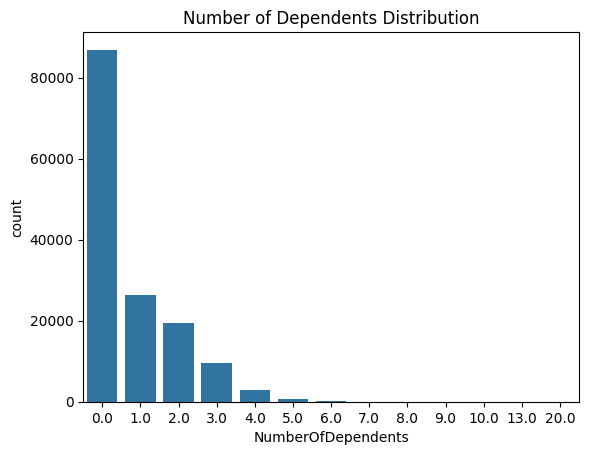 Number of Dependents Distribution
80000
60000
40000
20000
0
count
0.0 1.0 2.0 3.0 4.0 5.0 6.0 7.0 8.0 9.0 10.0 13.0 20.0
NumberOfDependents